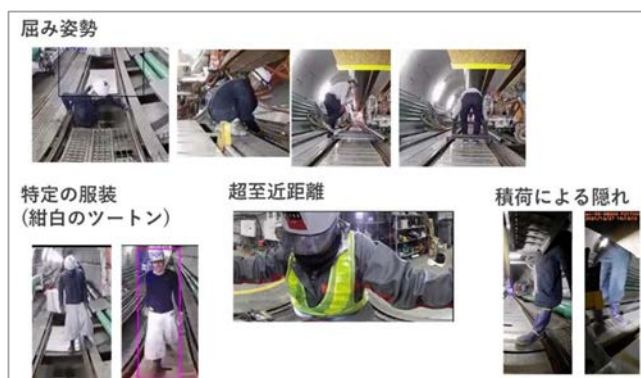 屈み姿勢
特定の服装
(紺白のツートン)
超至近距離
積荷による隠れ